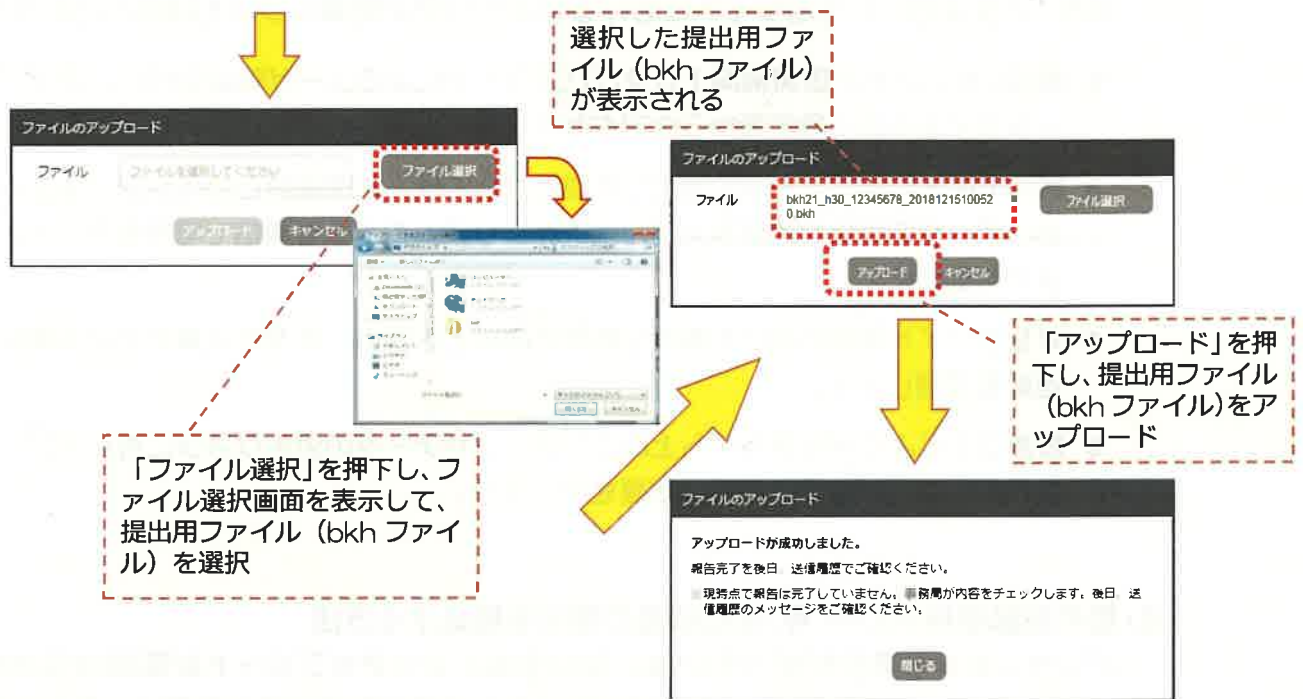 選択した提出用ファ
イル（bkh ファイル）
が表示される
ファイルのアップロード
ファイル
ファイルを選択してください
ファイル選択
アップロード
キャンセル
「ファイル選択」を押下し、フ
ァイル選択画面を表示して、
提出用ファイル（bkh ファイ
ル）を選択
ファイルのアップロード
ファイル
bkh21_h30_12345678_2018121510052
0.bkh
ファイル選択
アップロード
キャンセル
「アップロード」を押
下し、提出用ファイル
（bkh ファイル）をア
ップロード
ファイルのアップロード
アップロードが成功しました。
報告完了を後日、送信履歴でご確認ください。
現時点で報告は完了していません。事務局が内容をチェックします。後日、送
信履歴のメッセージをご確認ください。
閉じる